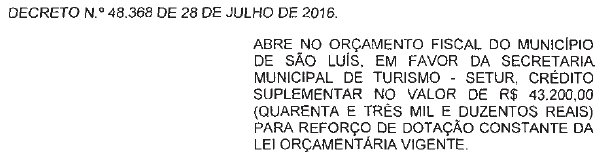 DECRETO N.º 48.368 DE 28 DE JULHO DE 2016.
ABRE NO ORÇAMENTO FISCAL DO MUNICÍPIO
DE SÃO LUÍS, EM FAVOR DA SECRETARIA
MUNICIPAL DE TURISMO - SETUR, CRÉDITO
SUPLEMENTAR NO VALOR DE R$ 43.200,00
(QUARENTA E TRÊS MIL E DUZENTOS REAIS)
PARA REFORÇO DE DOTAÇÃO CONSTANTE DA
LEI ORÇAMENTÁRIA VIGENTE.